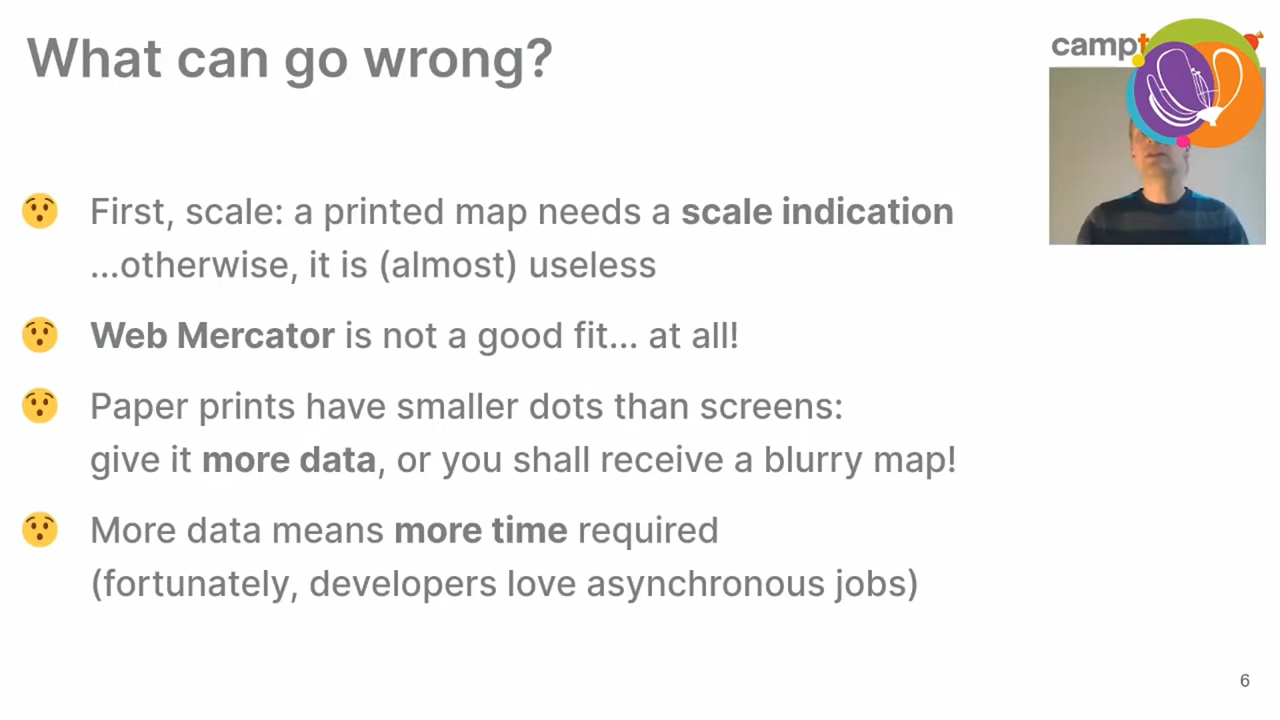 What can go wrong?
camp
😯 First, scale: a printed map needs a scale indication
...otherwise, it is (almost) useless
😯 Web Mercator is not a good fit... at all!
😯 Paper prints have smaller dots than screens:
give it more data, or you shall receive a blurry map!
😯 More data means more time required
(fortunately, developers love asynchronous jobs)
6